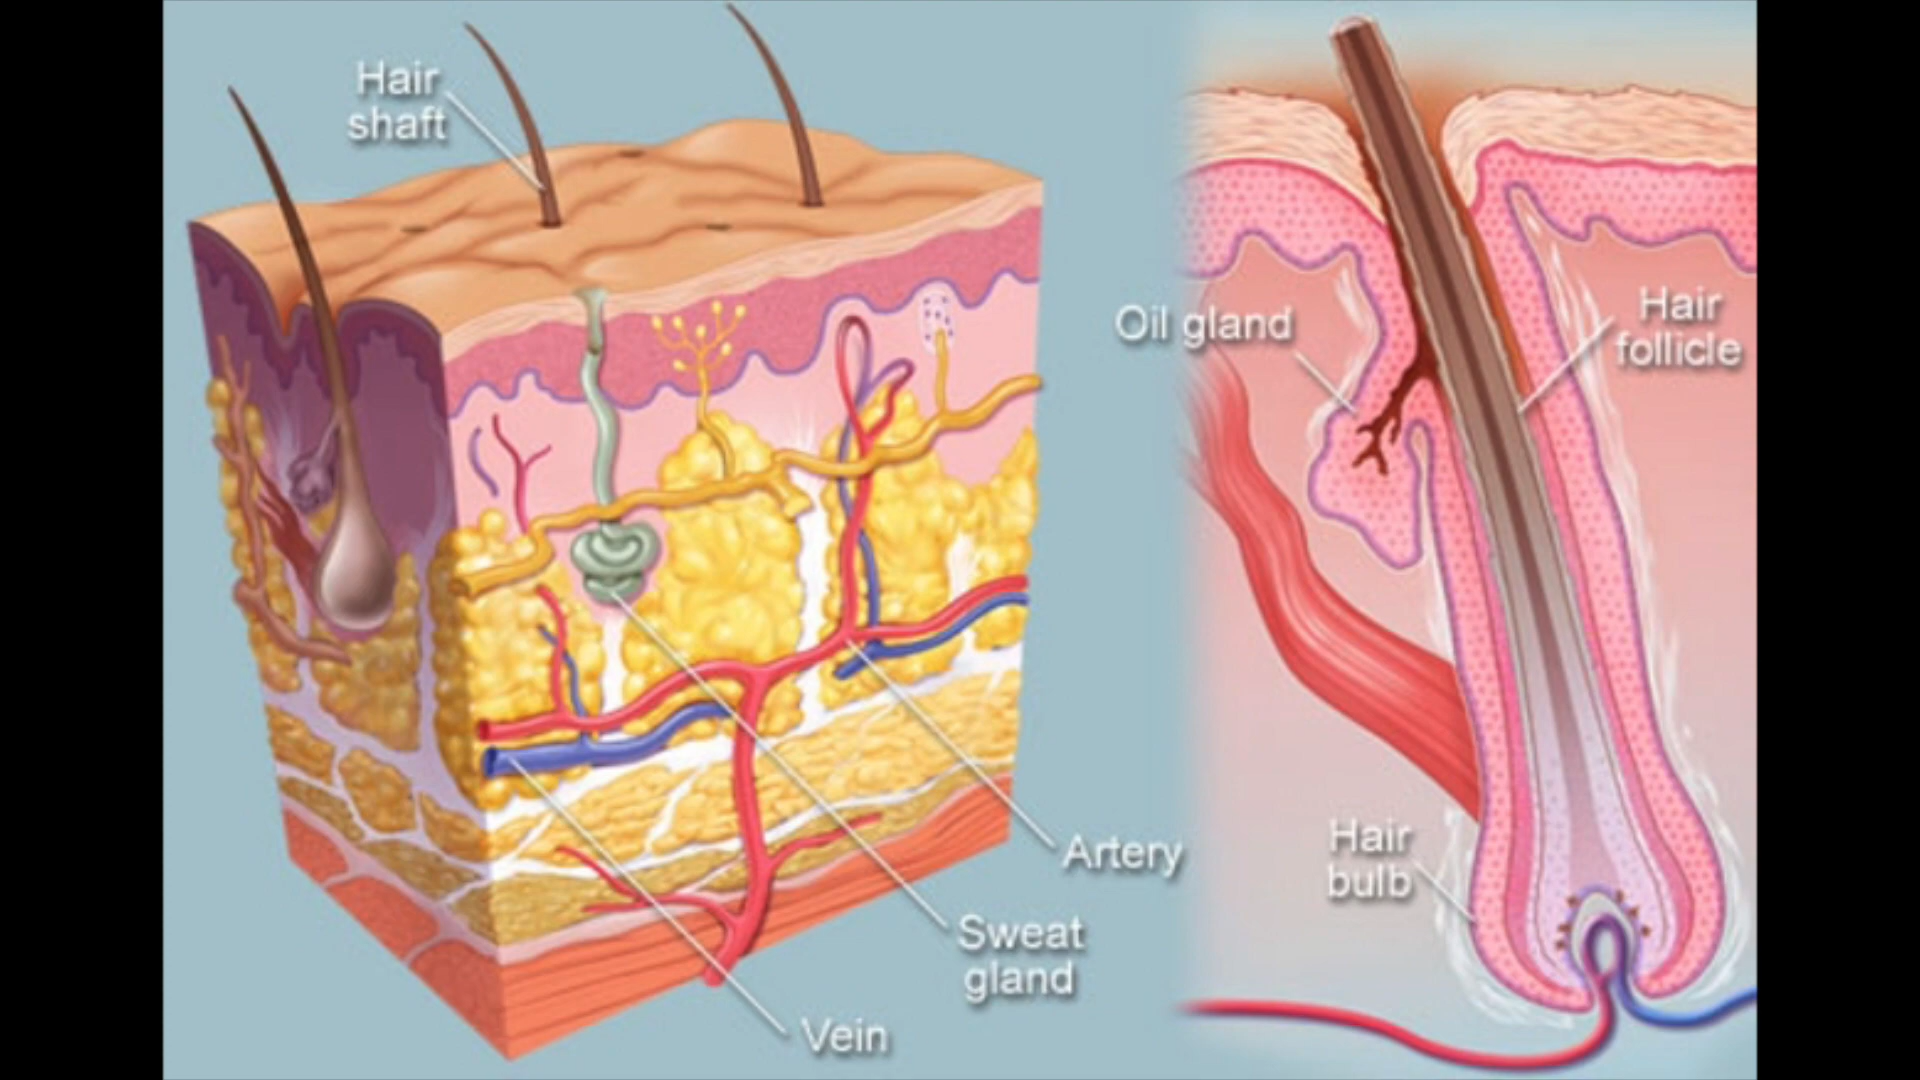 Hair
shaft
Oil gland
Hair
follicle
Hair
bulb
Artery
Sweat
gland
Vein